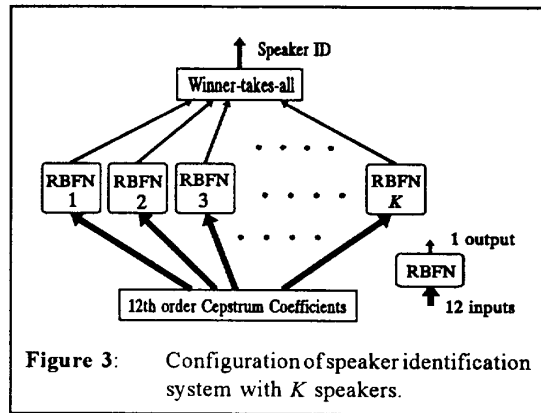 Speaker ID
Winner-takes-all
RBFN
1
RBFN
2
RBFN
3
RBFN
K
1 output
RBFN
12 inputs
12th order Cepstrum Coefficients
Figure 3: Configuration of speaker identification
system with K speakers.